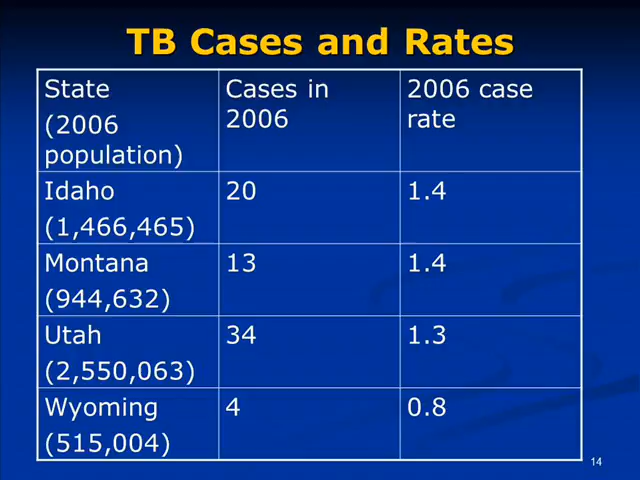 TB Cases and Rates
State
(2006
population)
Cases in
2006
2006 case
rate
Idaho
(1,466,465)
20
1.4
Montana
(944,632)
13
1.4
Utah
(2,550,063)
34
1.3
Wyoming
(515,004)
4
0.8
14